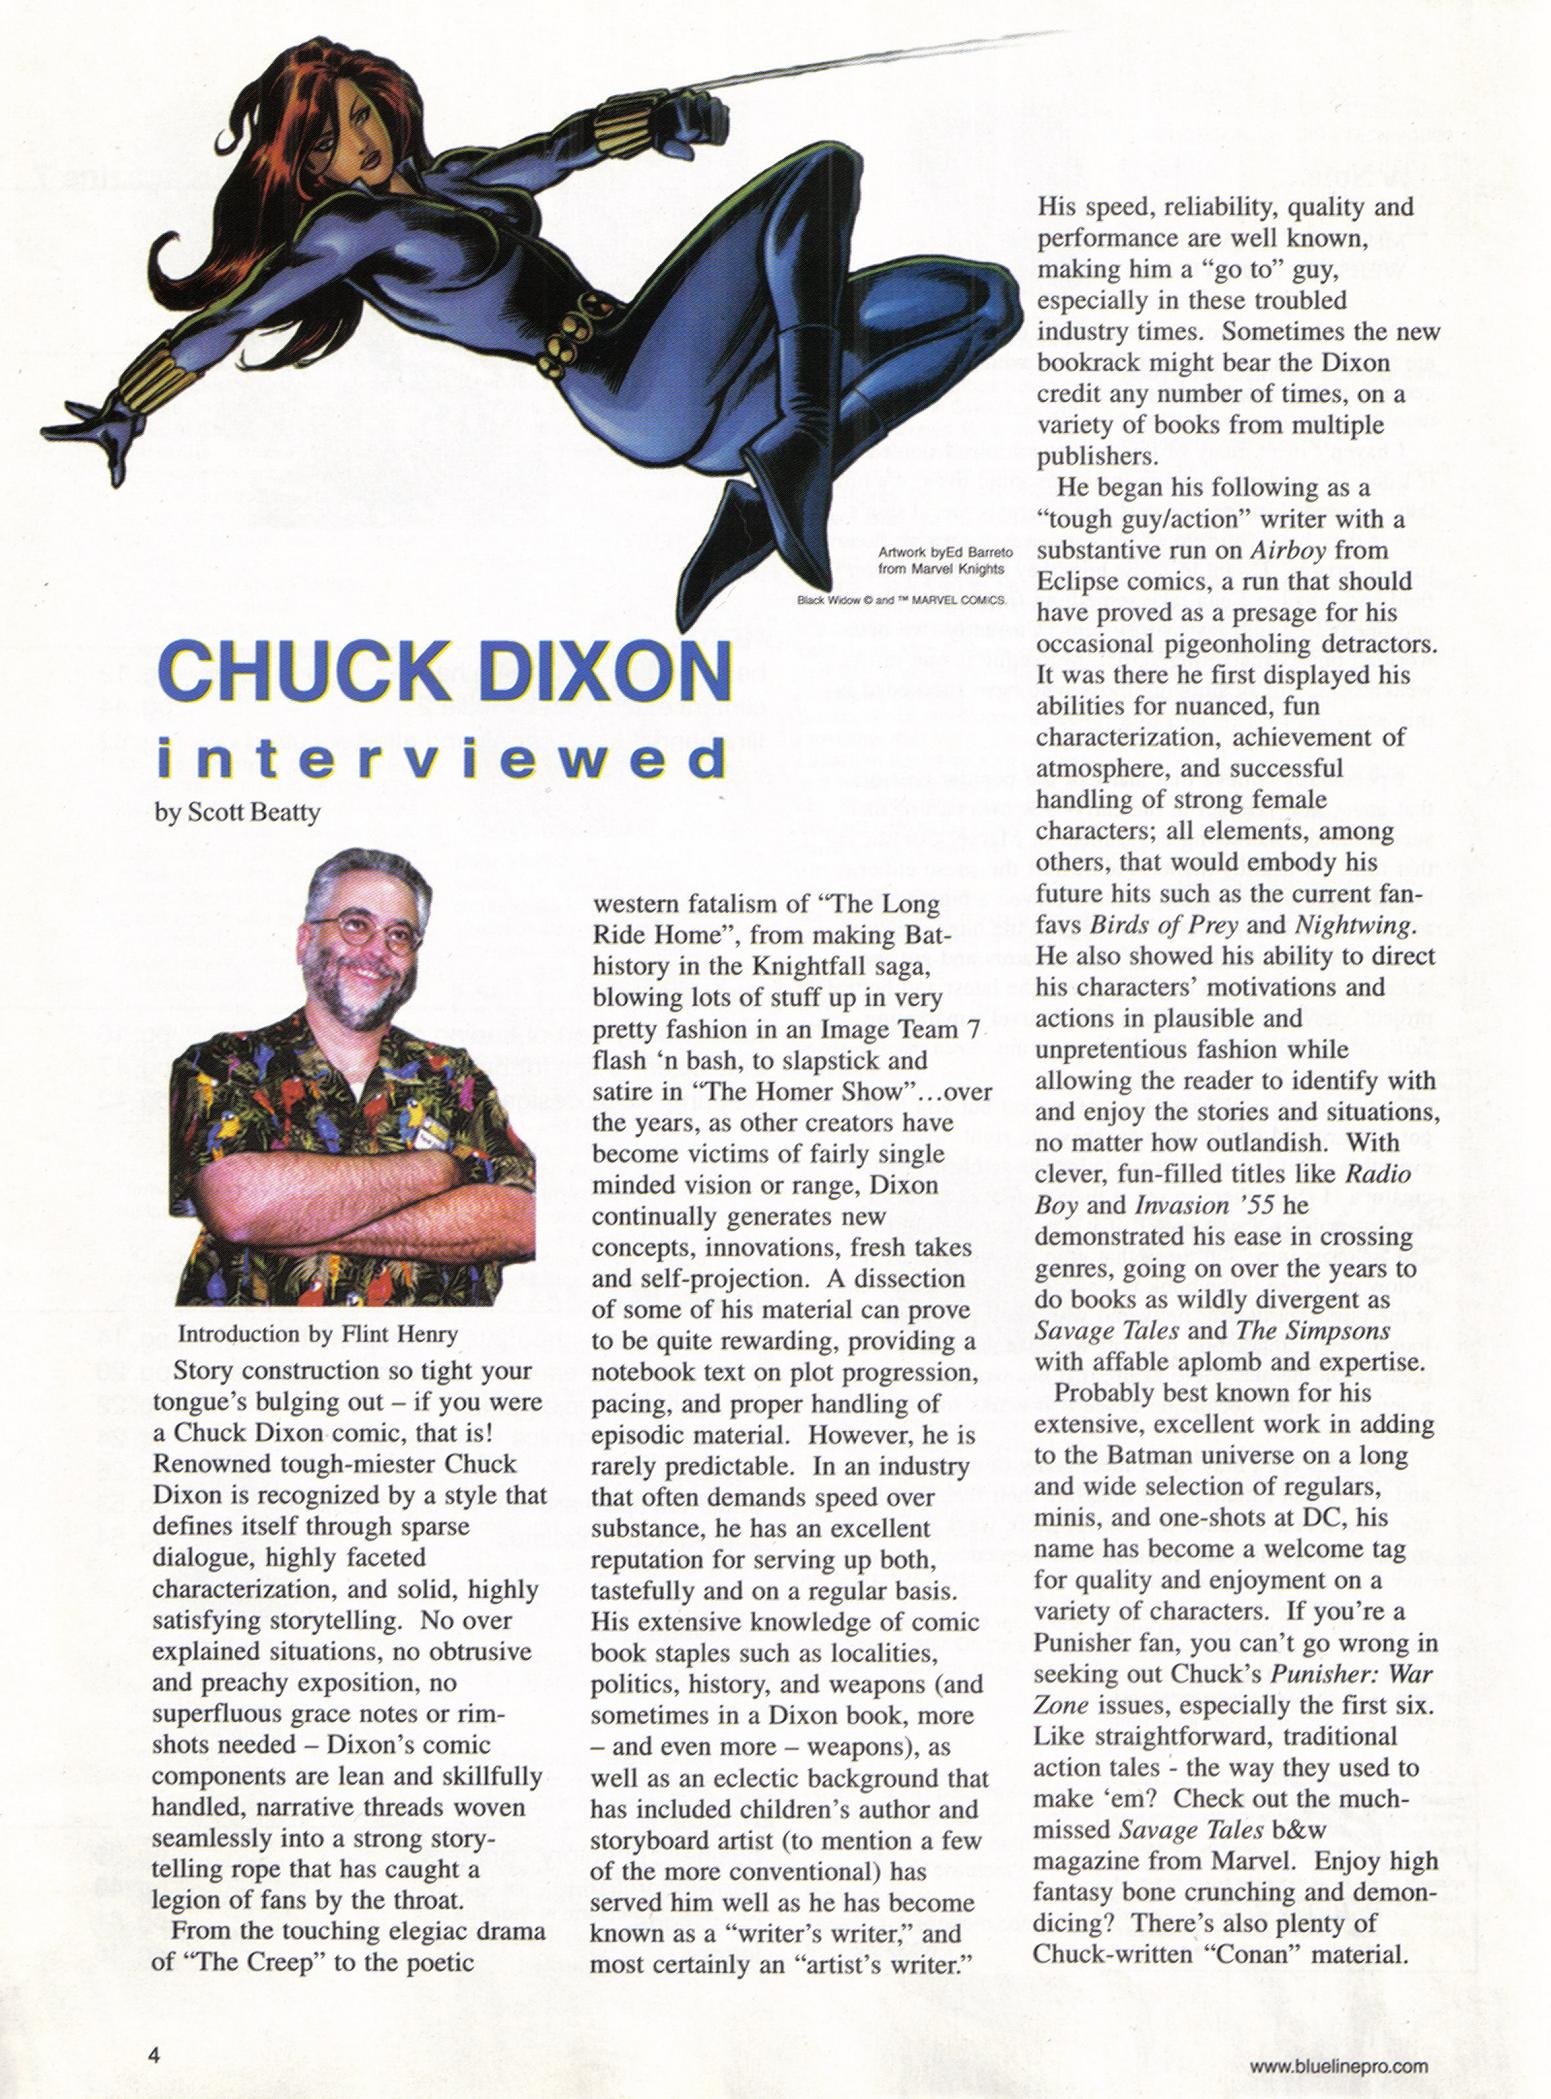 Artwork byEd Barreto
from Marvel Knights
Black Widow © and ™ MARVEL COMICS.
CHUCK DIXON
interviewed
by Scott Beatty
Introduction by Flint Henry
Story construction so tight your
tongue's bulging out – if you were
a Chuck Dixon comic, that is!
Renowned tough-miester Chuck
Dixon is recognized by a style that
defines itself through sparse
dialogue, highly faceted
characterization, and solid, highly
satisfying storytelling.  No over
explained situations, no obtrusive
and preachy exposition, no
superfluous grace notes or rim-
shots needed – Dixon's comic
components are lean and skillfully
handled, narrative threads woven
seamlessly into a strong story-
telling rope that has caught a
legion of fans by the throat.
From the touching elegiac drama
of “The Creep” to the poetic
western fatalism of “The Long
Ride Home”, from making Bat-
history in the Knightfall saga,
blowing lots of stuff up in very
pretty fashion in an Image Team 7
flash ‘n bash, to slapstick and
satire in “The Homer Show”…over
the years, as other creators have
become victims of fairly single
minded vision or range, Dixon
continually generates new
concepts, innovations, fresh takes
and self-projection.  A dissection
of some of his material can prove
to be quite rewarding, providing a
notebook text on plot progression,
pacing, and proper handling of
episodic material.  However, he is
rarely predictable.  In an industry
that often demands speed over
substance, he has an excellent
reputation for serving up both,
tastefully and on a regular basis.
His extensive knowledge of comic
book staples such as localities,
politics, history, and weapons (and
sometimes in a Dixon book, more
– and even more – weapons), as
well as an eclectic background that
has included children's author and
storyboard artist (to mention a few
of the more conventional) has
served him well as he has become
known as a “writer's writer,” and
most certainly an “artist's writer.”
His speed, reliability, quality and
performance are well known,
making him a “go to” guy,
especially in these troubled
industry times.  Sometimes the new
bookrack might bear the Dixon
credit any number of times, on a
variety of books from multiple
publishers.
He began his following as a
“tough guy/action” writer with a
substantive run on Airboy from
Eclipse comics, a run that should
have proved as a presage for his
occasional pigeonholing detractors.
It was there he first displayed his
abilities for nuanced, fun
characterization, achievement of
atmosphere, and successful
handling of strong female
characters; all elements, among
others, that would embody his
future hits such as the current fan-
favs Birds of Prey and Nightwing.
He also showed his ability to direct
his characters’ motivations and
actions in plausible and
unpretentious fashion while
allowing the reader to identify with
and enjoy the stories and situations,
no matter how outlandish.  With
clever, fun-filled titles like Radio
Boy and Invasion ’55 he
demonstrated his ease in crossing
genres, going on over the years to
do books as wildly divergent as
Savage Tales and The Simpsons
with affable aplomb and expertise.
Probably best known for his
extensive, excellent work in adding
to the Batman universe on a long
and wide selection of regulars,
minis, and one-shots at DC, his
name has become a welcome tag
for quality and enjoyment on a
variety of characters.  If you're a
Punisher fan, you can't go wrong in
seeking out Chuck's Punisher: War
Zone issues, especially the first six.
Like straightforward, traditional
action tales - the way they used to
make ‘em?  Check out the much-
missed Savage Tales b&w
magazine from Marvel.  Enjoy high
fantasy bone crunching and demon-
dicing?  There's also plenty of
Chuck-written “Conan” material.
4
www.bluelinepro.com